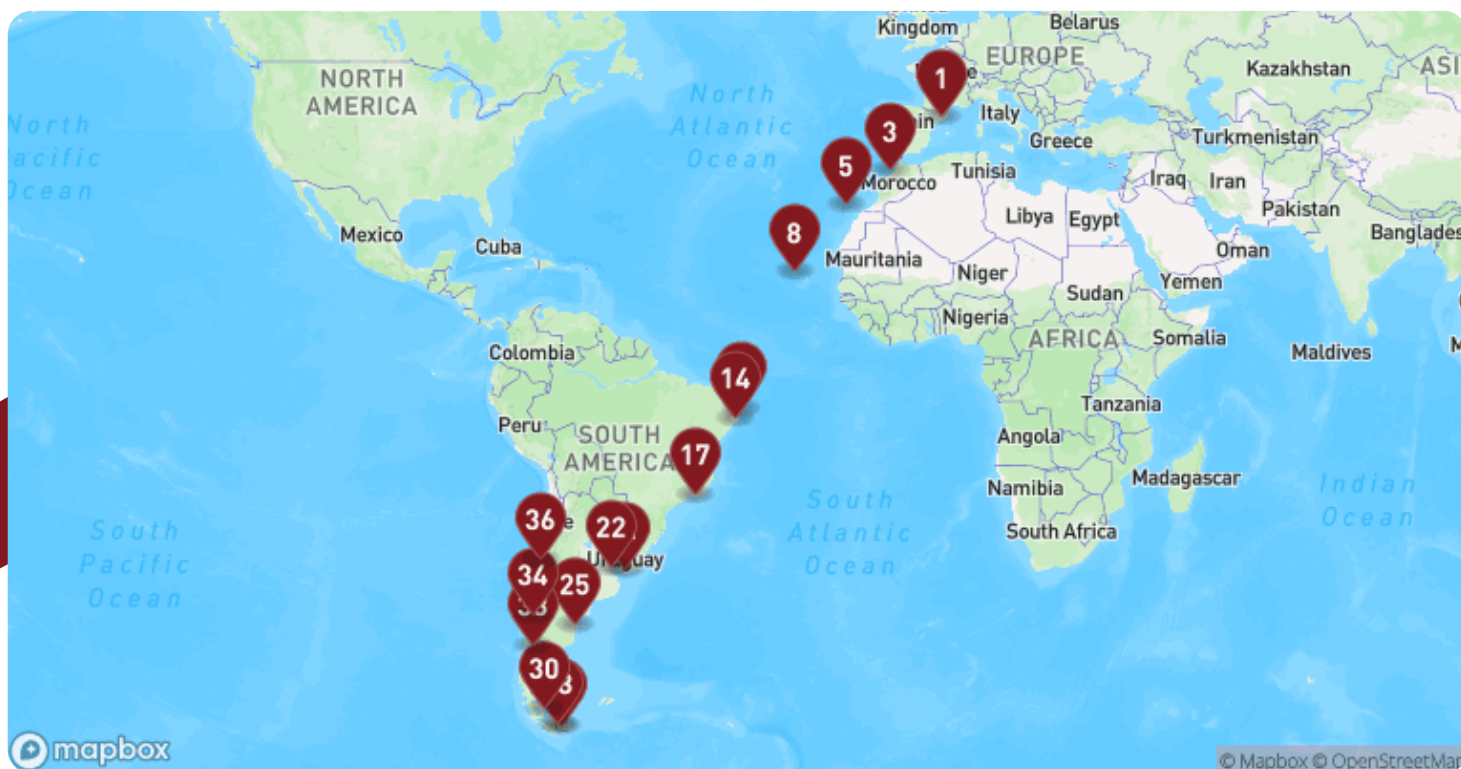 United
Kingdom
Belarus
NORTH
AMERICA
EUROPE
Kazakhstan
ASI
1
North
Atlantic
Ocean
North
Pacific
Ocean
Italy
3
Greece
Turkmenistan
5
Morocco
Tunisia
Iraq
Iran
Libya
Egypt
Pakistan
Mexico
Cuba
8
Mauritania
Niger
Oman
Bangladesh
Yemen
Sudan
Nigeria
AFRICA
Somalia
Colombia
Maldives
14
Tanzania
Peru
SOUTH
AMERICA
17
Angola
Madagascar
Namibia
South
Atlantic
Ocean
Indian
Ocean
36
22
South
Pacific
Ocean
South Africa
Uruguay
34
25
30
mapbox
© Mapbox © OpenStreetMap